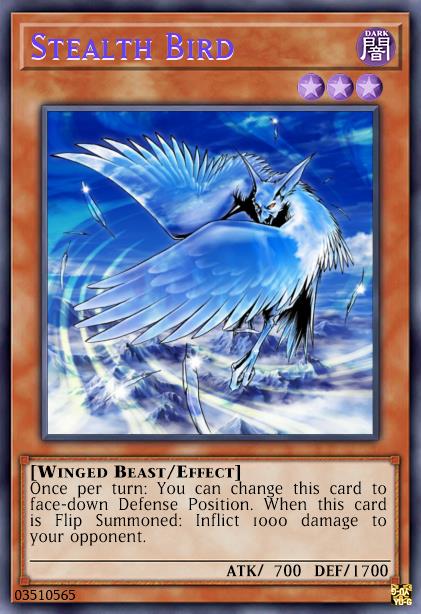 Stealth Bird
DARK
闇
[Winged Beast/Effect]
Once per turn: You can change this card to
face-down Defense Position. When this card
is Flip Summoned: Inflict 1000 damage to
your opponent.
ATK/ 700 DEF/1700
03510565